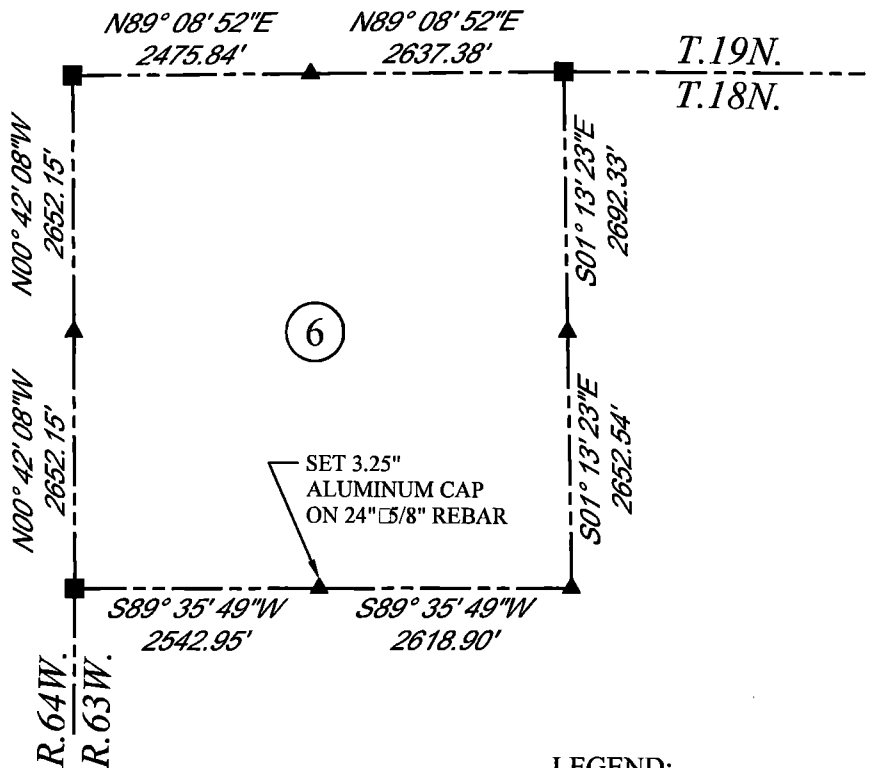 N89° 08' 52"E
2475.84'
N89° 08' 52"E
2637.38'
T.19N.
T.18N.
N00° 42' 08"W
2652.15'
S01° 13' 23"E
2692.33'
6
N00° 42' 08"W
2652.15'
S01° 13' 23"E
2652.54'
SET 3.25"
ALUMINUM CAP
ON 24"□5/8" REBAR
S89° 35' 49"W
2542.95'
S89° 35' 49"W
2618.90'
R.64W.
R.63W.
LEGEND: